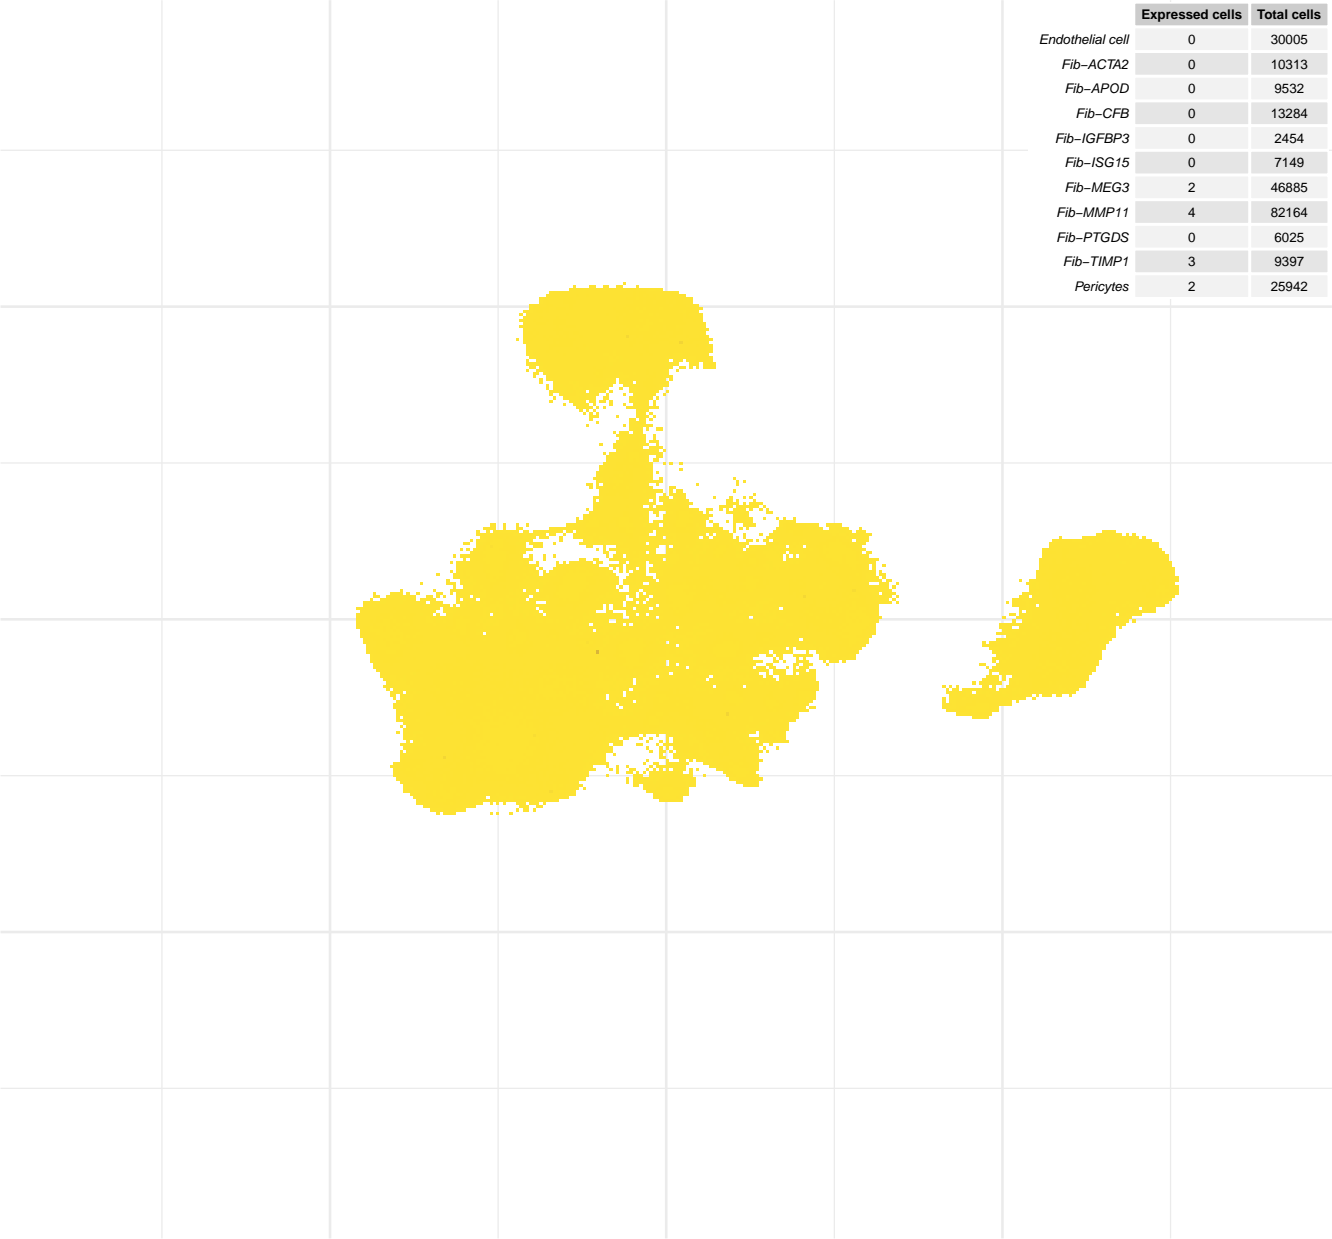 Expressed cells Total cells
Endothelial cell 0 30005
Fib−ACTA2 0 10313
Fib−APOD 0 9532
Fib−CFB 0 13284
Fib−IGFBP3 0 2454
Fib−ISG15 0 7149
Fib−MEG3 2 46885
Fib−MMP11 4 82164
Fib−PTGDS 0 6025
Fib−TIMP1 3 9397
Pericytes 2 25942